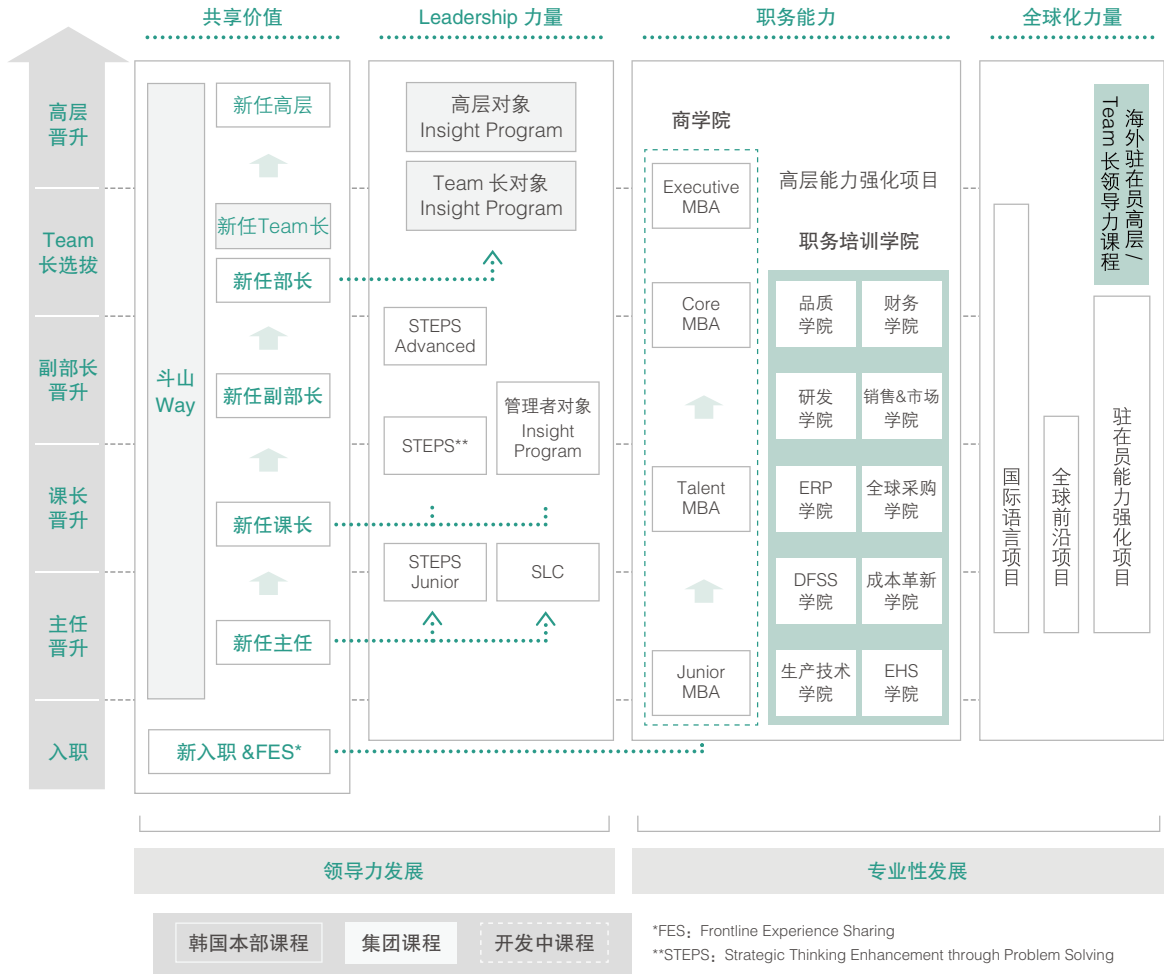 共享价值
Leadership 力量
职务能力
全球化力量
高层
晋升
Team
长选拔
副部长
晋升
课长
晋升
主任
晋升
入职
斗山
Way
新任高层
新任Team长
新任部长
新任副部长
新任课长
新任主任
新入职 &FES*
高层对象
Insight Program
Team 长对象
Insight Program
STEPS
Advanced
STEPS**
管理者对象
Insight
Program
STEPS
Junior
SLC
商学院
Executive
MBA
Core
MBA
Talent
MBA
Junior
MBA
高层能力强化项目
职务培训学院
品质
学院
财务
学院
研发
学院
销售&市场
学院
ERP
学院
全球采购
学院
DFSS
学院
成本革新
学院
生产技术
学院
EHS
学院
国际语言项目
全球前沿项目
海外驻在员高层 /
Team 长领导力课程
驻在员能力强化项目
领导力发展
专业性发展
韩国本部课程
集团课程
开发中课程
*FES：Frontline Experience Sharing
**STEPS：Strategic Thinking Enhancement through Problem Solving